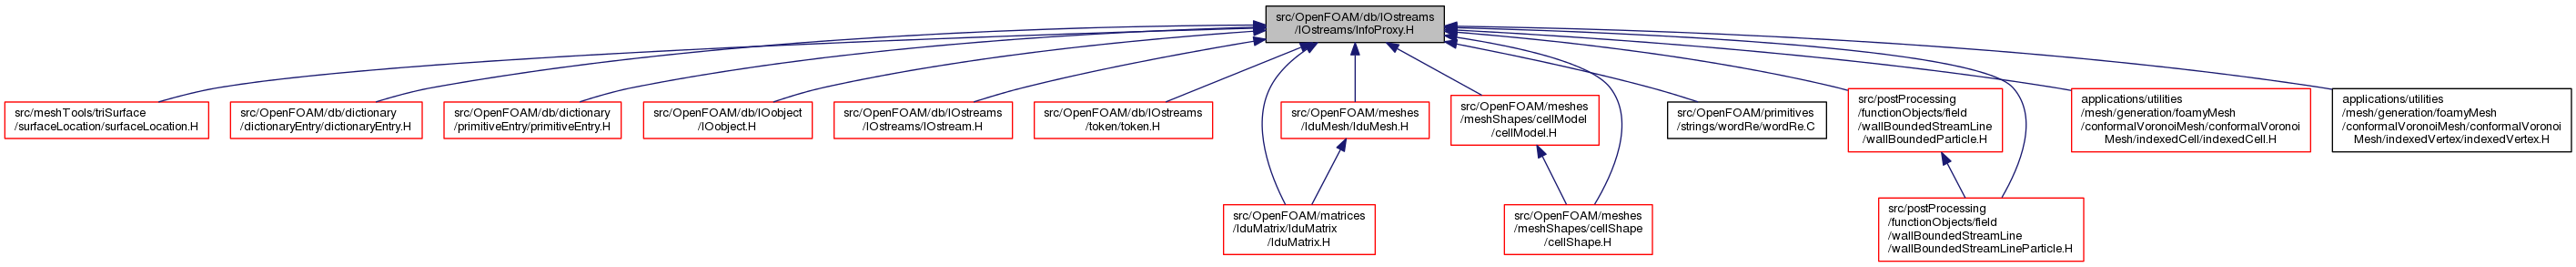 src/OpenFOAM/db/IOstreams
/IOstreams/InfoProxy.H
src/meshTools/triSurface
/surfaceLocation/surfaceLocation.H
src/OpenFOAM/db/dictionary
/dictionaryEntry/dictionaryEntry.H
src/OpenFOAM/db/dictionary
/primitiveEntry/primitiveEntry.H
src/OpenFOAM/db/IOobject
/IOobject.H
src/OpenFOAM/db/IOstreams
/IOstreams/IOstream.H
src/OpenFOAM/db/IOstreams
/token/token.H
src/OpenFOAM/meshes
/lduMesh/lduMesh.H
src/OpenFOAM/meshes
/meshShapes/cellModel
/cellModel.H
src/OpenFOAM/primitives
/strings/wordRe/wordRe.C
src/postProcessing
/functionObjects/field
/wallBoundedStreamLine
/wallBoundedParticle.H
applications/utilities
/mesh/generation/foamyMesh
/conformalVoronoiMesh/conformalVoronoi
Mesh/indexedCell/indexedCell.H
applications/utilities
/mesh/generation/foamyMesh
/conformalVoronoiMesh/conformalVoronoi
Mesh/indexedVertex/indexedVertex.H
src/OpenFOAM/matrices
/lduMatrix/lduMatrix
/lduMatrix.H
src/OpenFOAM/meshes
/meshShapes/cellShape
/cellShape.H
src/postProcessing
/functionObjects/field
/wallBoundedStreamLine
/wallBoundedStreamLineParticle.H